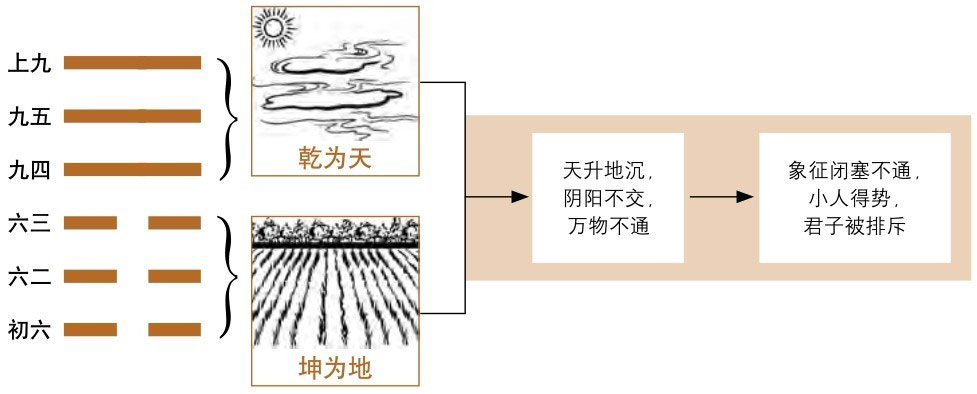 上九
九五
九四
六三
六二
初六
乾为天
坤为地
天升地沉，
阴阳不交，
万物不通
象征闭塞不通，
小人得势，
君子被排斥